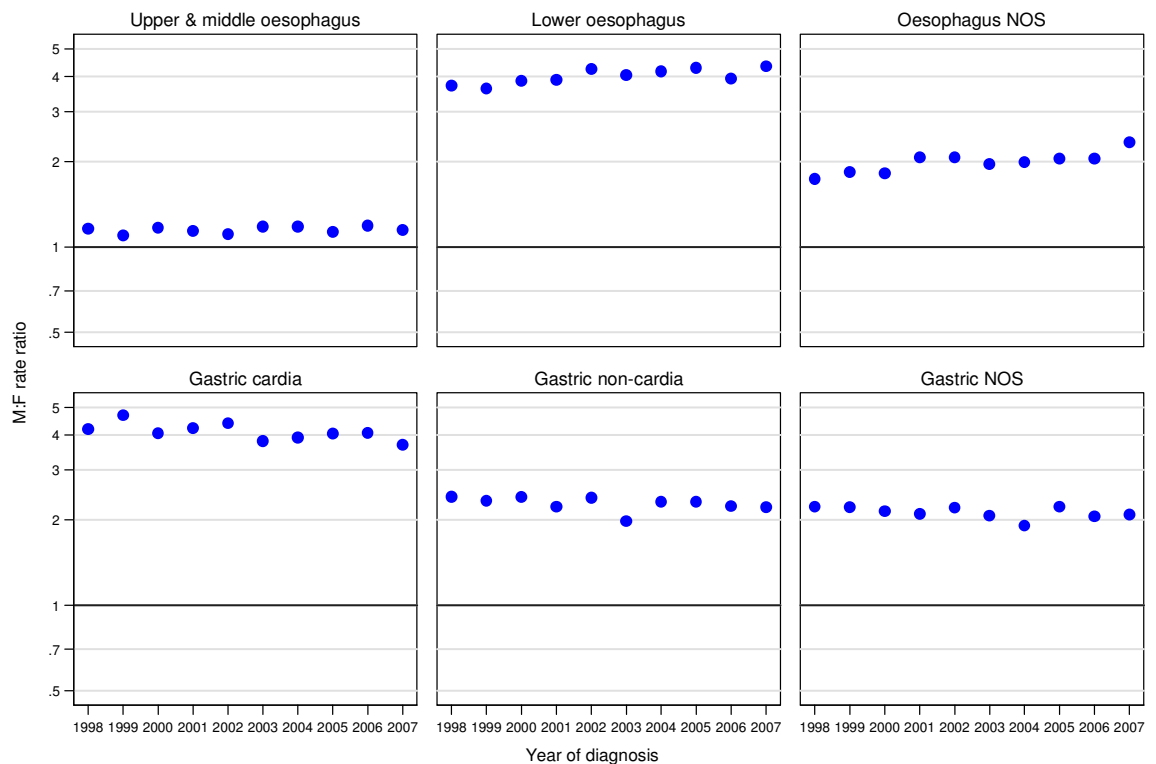 Upper & middle oesophagus
Lower oesophagus
Oesophagus NOS
5
4
3
2
1
.7
.5
M:F rate ratio
Gastric cardia
Gastric non-cardia
Gastric NOS
5
4
3
2
1
.7
.5
1998 1999 2000 2001 2002 2003 2004 2005 2006 2007
1998 1999 2000 2001 2002 2003 2004 2005 2006 2007
1998 1999 2000 2001 2002 2003 2004 2005 2006 2007
Year of diagnosis